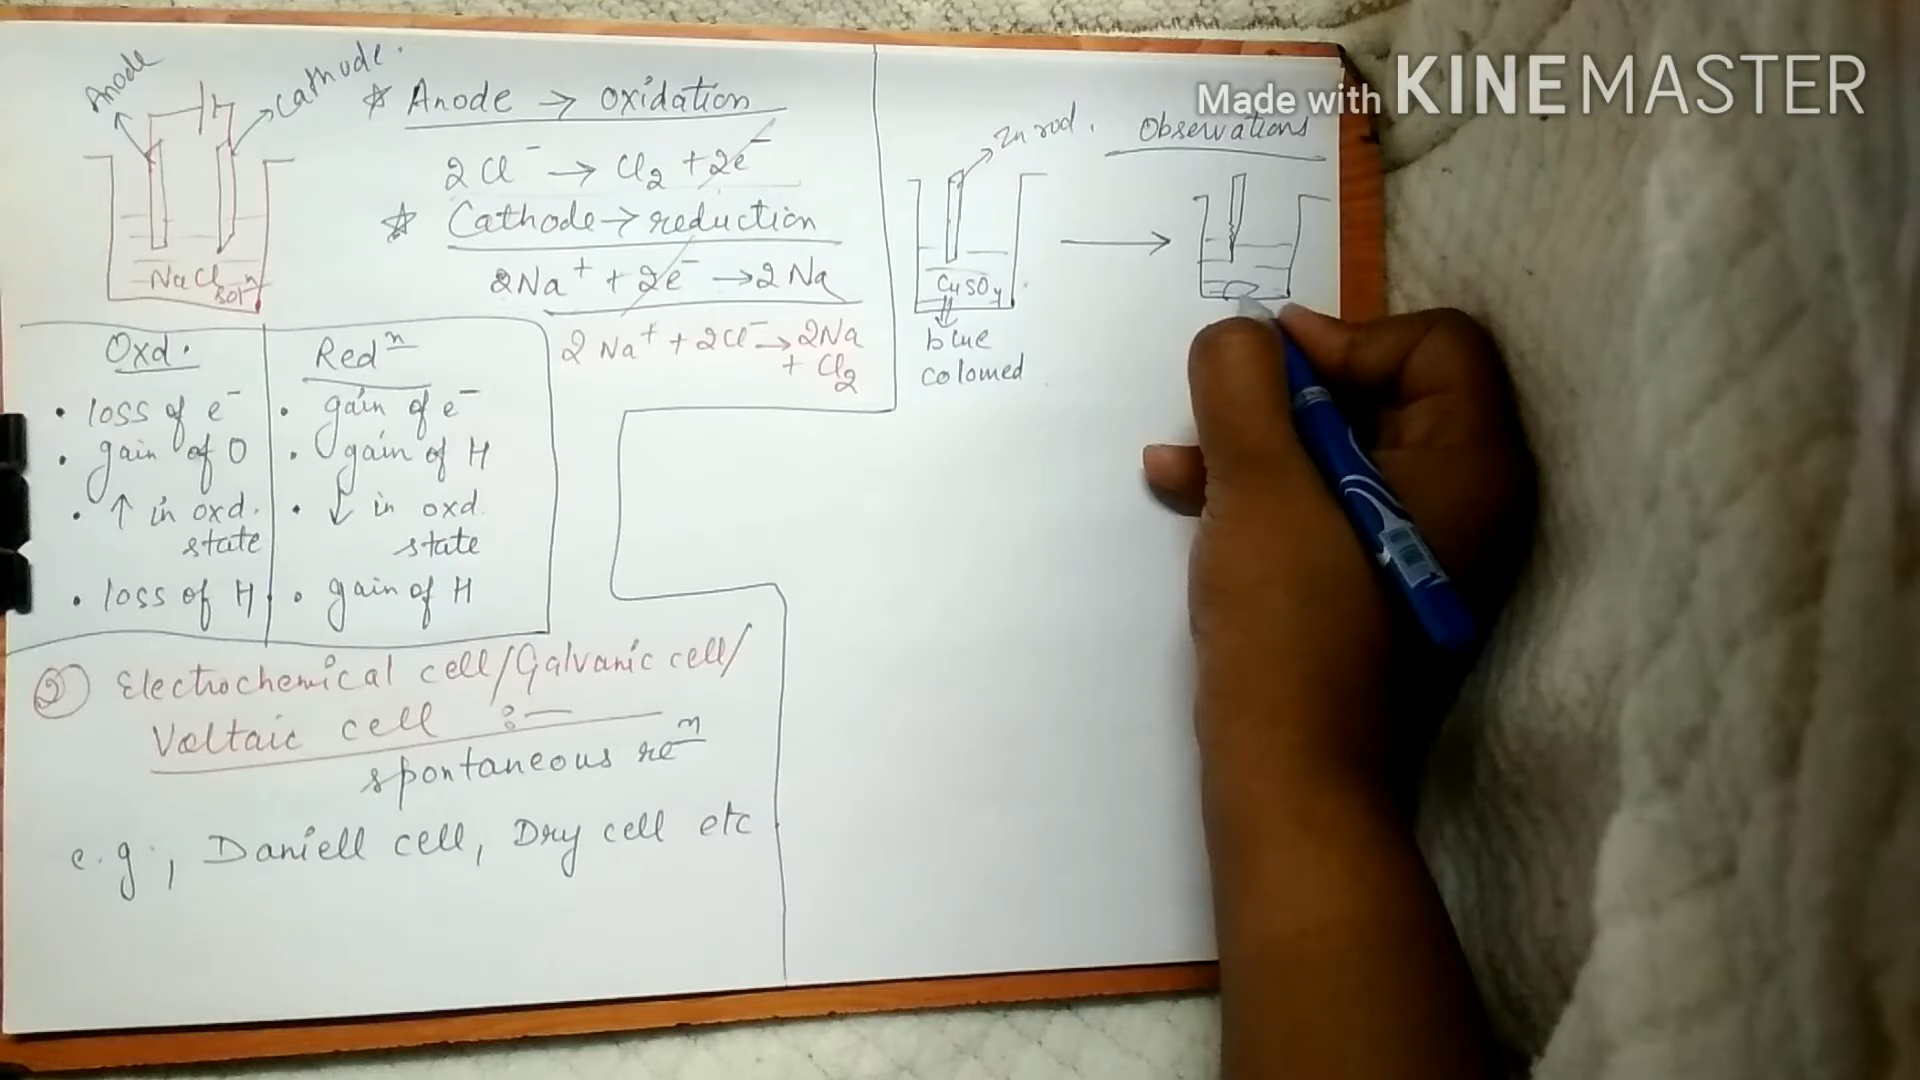 Made with KINEMASTER
Anode
Cathode.
☆ Anode → oxidation
2Cl⁻ → Cl₂ + 2e⁻
☆ Cathode → reduction
2Na⁺ + 2e⁻ → 2Na
2Na⁺ + 2Cl⁻ → 2Na
+ Cl₂
NaCl
solⁿ
Oxd.
• loss of e⁻
• gain of O
• ↑ in oxd.
state
• loss of H
Redⁿ
• gain of e⁻
• gain of H
• ↓ in oxd.
state
• gain of H
② Electrochemical cell/Galvanic cell/
Voltaic cell :—
spontaneous reⁿ
e.g., Daniell cell, Dry cell etc
Zn rod.
Observations
CuSO₄
blue
coloured